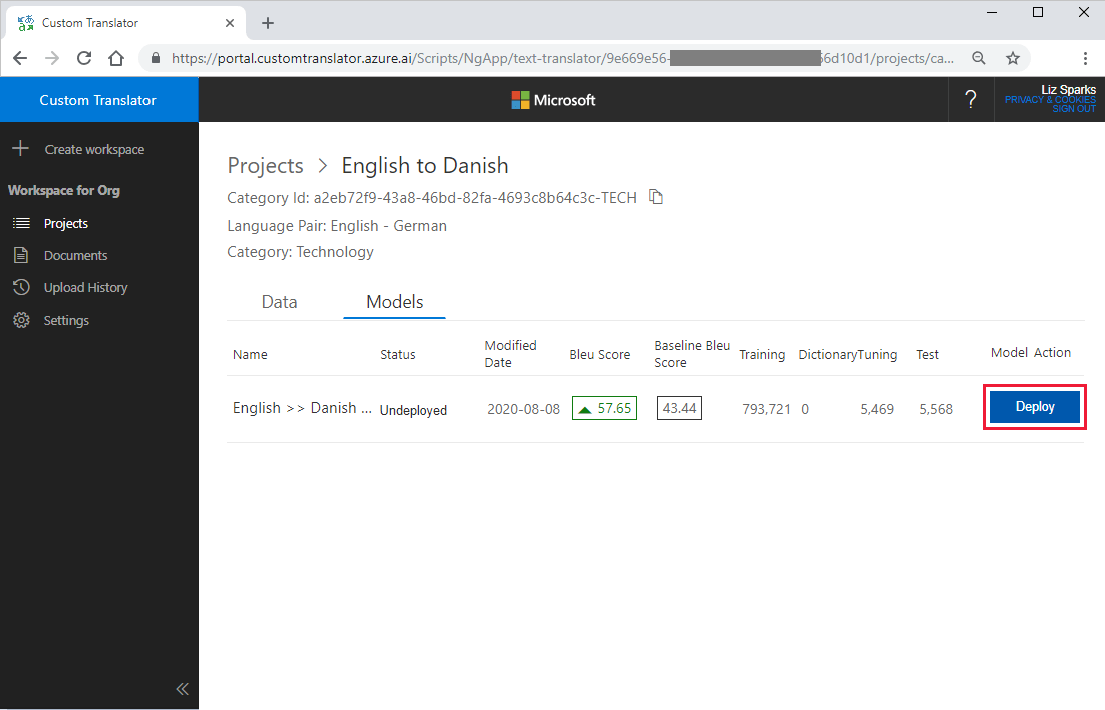 Custom Translator
https://portal.customtranslator.azure.ai/Scripts/NgApp/text-translator/9e669e56- 6d10d1/projects/ca...
Custom Translator
Microsoft
?
Liz Sparks
PRIVACY & COOKIES
SIGN OUT
Create workspace
Workspace for Org
Projects
Documents
Upload History
Settings
Projects > English to Danish
Category Id: a2eb72f9-43a8-46bd-82fa-4693c8b64c3c-TECH
Language Pair: English - German
Category: Technology
Data Models
Name Status Modified Date Bleu Score Baseline Bleu Score Training Dictionary Tuning Test Model Action
English >> Danish ... Undeployed 2020-08-08 57.65 43.44 793,721 0 5,469 5,568 Deploy